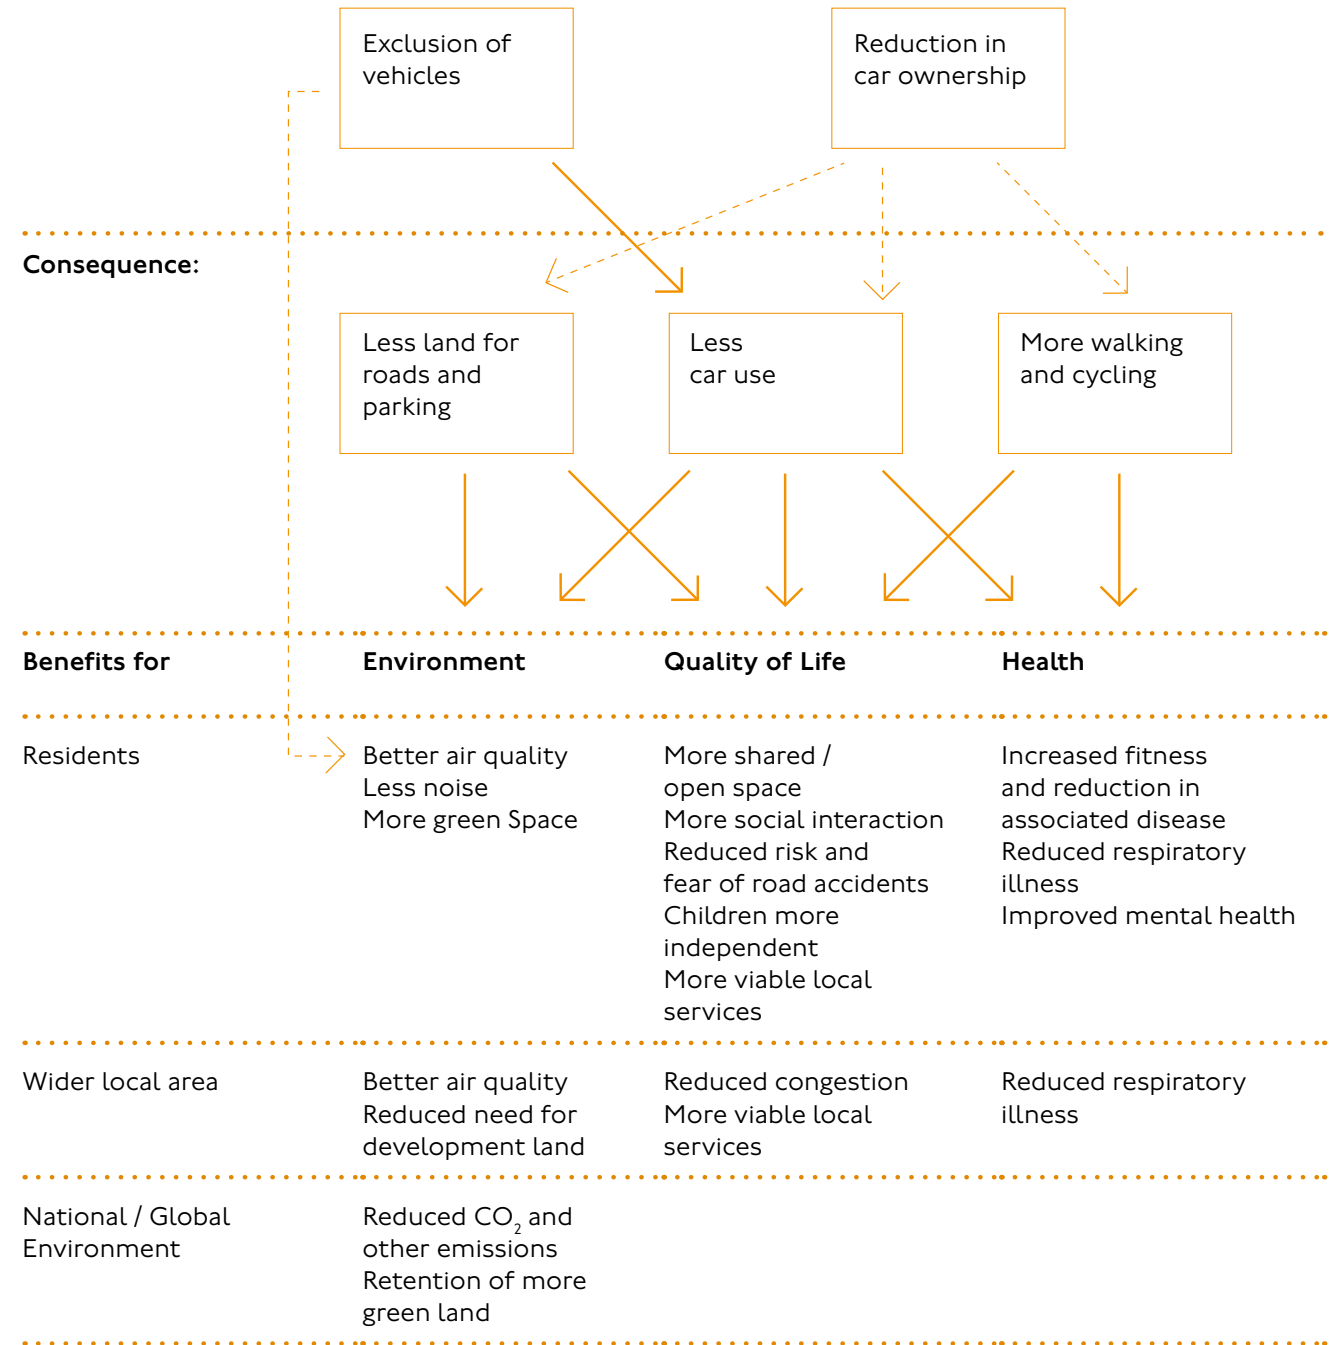 Exclusion of
vehicles
Reduction in
car ownership
Consequence:
Less land for
roads and
parking
Less
car use
More walking
and cycling
Benefits for
Environment
Quality of Life
Health
Residents
Better air quality
Less noise
More green Space
More shared /
open space
More social interaction
Reduced risk and
fear of road accidents
Children more
independent
More viable local
services
Increased fitness
and reduction in
associated disease
Reduced respiratory
illness
Improved mental health
Wider local area
Better air quality
Reduced need for
development land
Reduced congestion
More viable local
services
Reduced respiratory
illness
National / Global
Environment
Reduced CO₂ and
other emissions
Retention of more
green land